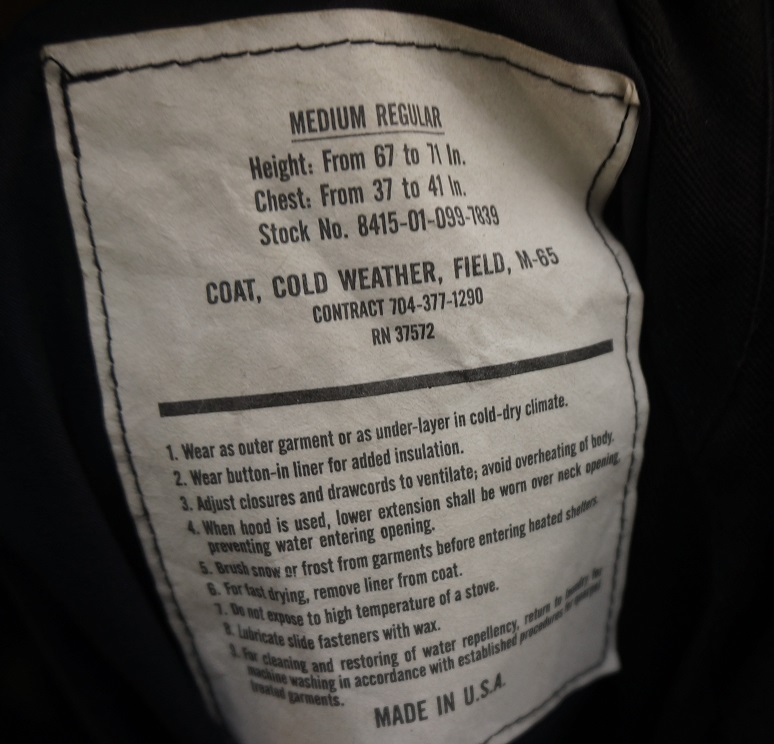 MEDIUM REGULAR
Height: From 67 to 71 In.
Chest: From 37 to 41 In.
Stock No. 8415-01-099-7839
COAT, COLD WEATHER, FIELD, M-65
CONTRACT 704-377-1290
RN 37572
1. Wear as outer garment or as under-layer in cold-dry climate.
2. Wear button-in liner for added insulation.
3. Adjust closures and drawcords to ventilate; avoid overheating of body.
4. When hood is used, lower extension shall be worn over neck opening,
preventing water entering opening.
5. Brush snow or frost from garments before entering heated shelters.
6. For fast drying, remove liner from coat.
7. Do not expose to high temperature of a stove.
8. Lubricate slide fasteners with wax.
9. For cleaning and restoring of water repellency, return to laundry for
machine washing in accordance with established procedures for
treated garments.
MADE IN U.S.A.